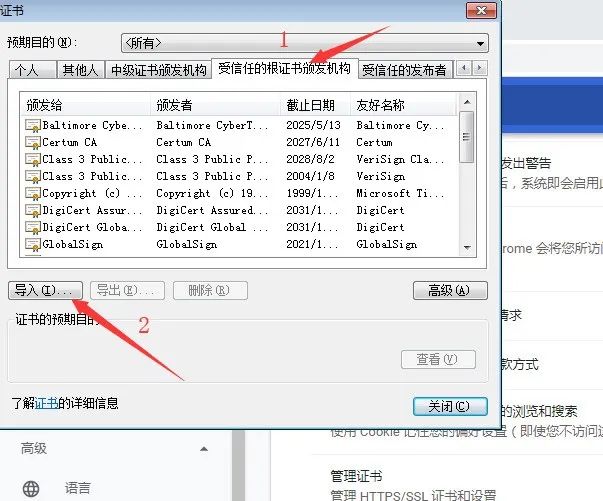 证书
预期目的(N): <所有>
1
个人 其他人 中级证书颁发机构 受信任的根证书颁发机构 受信任的发布者
颁发给 颁发者 截止日期 友好名称
Baltimore Cybe... Baltimore CyberT... 2025/5/13 Baltimore Cy...
Certum CA Certum CA 2027/6/11 Certum
Class 3 Public... Class 3 Public P... 2028/8/2 VeriSign Cla...
Class 3 Public... Class 3 Public P... 2004/1/8 VeriSign
Copyright (c) ... Copyright (c) 19... 1999/1... Microsoft Ti...
DigiCert Assur... DigiCert Assured... 2031/1... DigiCert
DigiCert Globa... DigiCert Global ... 2031/1... DigiCert
GlobalSign GlobalSign 2021/1... GlobalSign
导入(I)... 导出(E)... 删除(R) 高级(A)
证书的预期目的
2
查看(V)
了解证书的详细信息
关闭(C)
发出警告
后，系统即会启用此
rome 会将您所访问
请求
款方式
的浏览和搜索
使用 Cookie 记住您的偏好设置（即使您不访问这
高级
语言
管理证书
管理 HTTPS/SSL 证书和设置